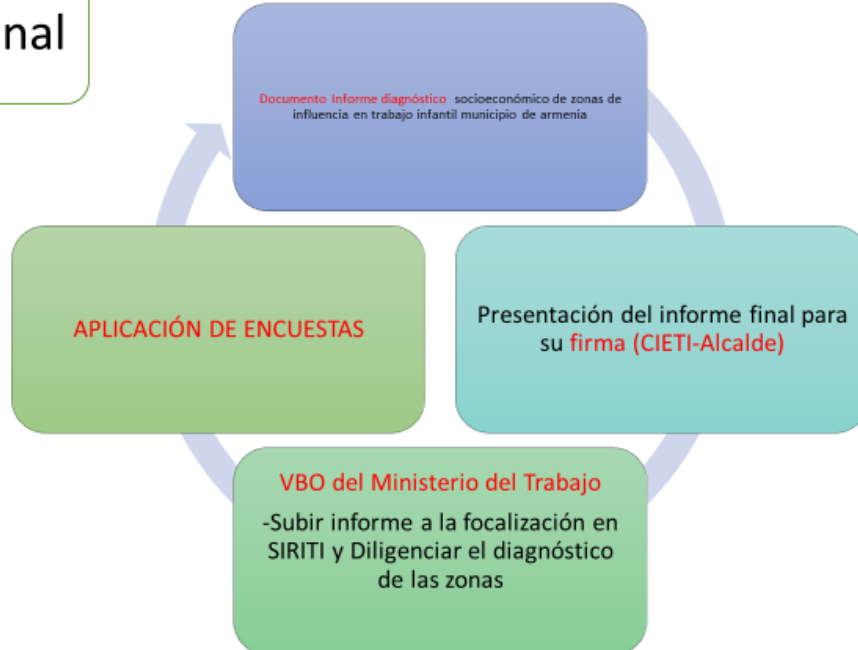 nal
Documento Informe diagnóstico socioeconómico de zonas de
influencia en trabajo infantil municipio de armenia
Presentación del informe final para
su firma (CIETI-Alcalde)
VBO del Ministerio del Trabajo
-Subir informe a la focalización en
SIRITI y Diligenciar el diagnóstico
de las zonas
APLICACIÓN DE ENCUESTAS